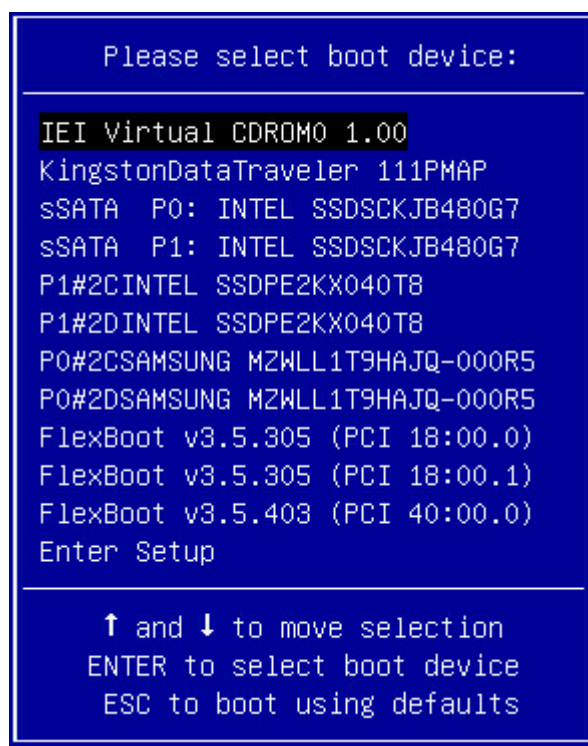 Please select boot device:
IEI Virtual CDROM0 1.00
KingstonDataTraveler 111PMAP
sSATA P0: INTEL SSDSCKJB480G7
sSATA P1: INTEL SSDSCKJB480G7
P1#2CINTEL SSDPE2KX040T8
P1#2DINTEL SSDPE2KX040T8
P0#2CSAMSUNG MZWLL1T9HAJQ-000R5
P0#2DSAMSUNG MZWLL1T9HAJQ-000R5
FlexBoot v3.5.305 (PCI 18:00.0)
FlexBoot v3.5.305 (PCI 18:00.1)
FlexBoot v3.5.403 (PCI 40:00.0)
Enter Setup
↑ and ↓ to move selection
ENTER to select boot device
ESC to boot using defaults